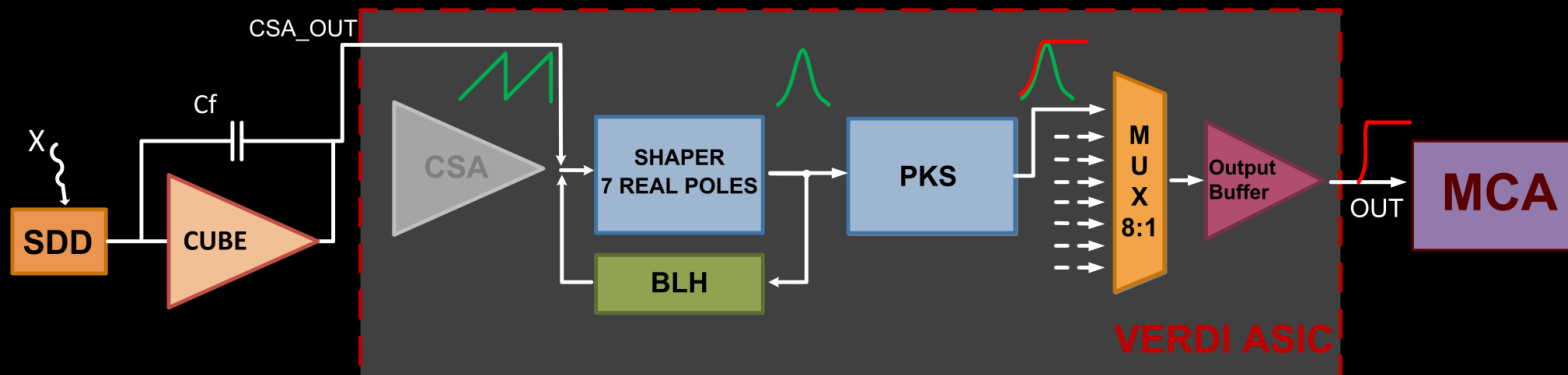 CSA_OUT
Cf
X
SDD
CUBE
CSA
SHAPER
7 REAL POLES
BLH
PKS
M
U
X
8:1
Output
Buffer
OUT
MCA
VERDI ASIC